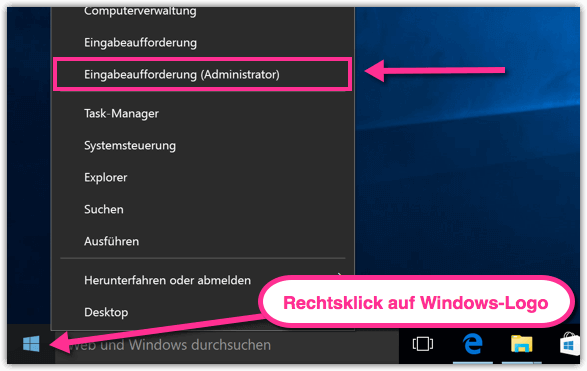 Computerverwaltung
Eingabeaufforderung
Eingabeaufforderung (Administrator)
Task-Manager
Systemsteuerung
Explorer
Suchen
Ausführen
Herunterfahren oder abmelden
Rechtsklick auf Windows-Logo
Desktop
Web und Windows durchsuchen